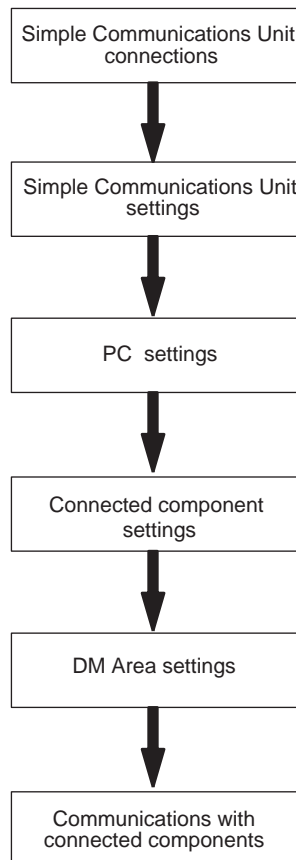 Simple Communications Unit
connections
Simple Communications Unit
settings
PC settings
Connected component
settings
DM Area settings
Communications with
connected components